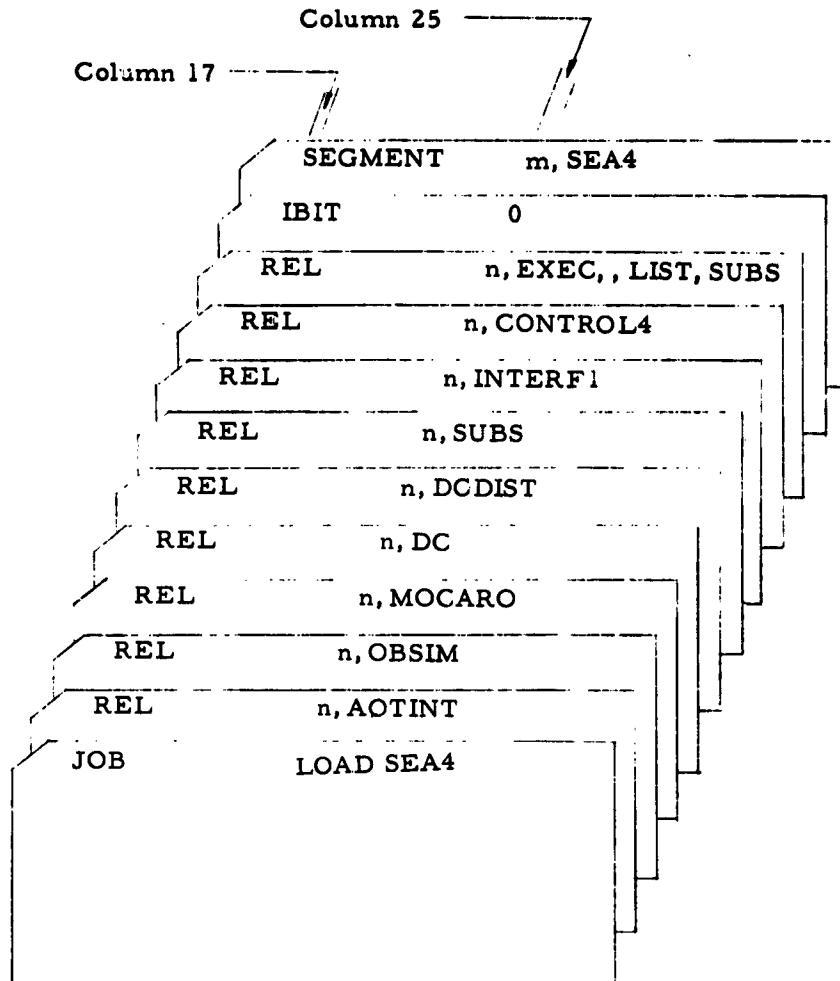 Column 25
Column 17
SEGMENT m, SEA4
IBIT 0
REL n, EXEC, , LIST, SUBS
REL n, CONTROL4
REL n, INTERF1
REL n, SUBS
REL n, DCDIST
REL n, DC
REL n, MOCARO
REL n, OBSIM
REL n, AOTINT
JOB LOAD SEA4